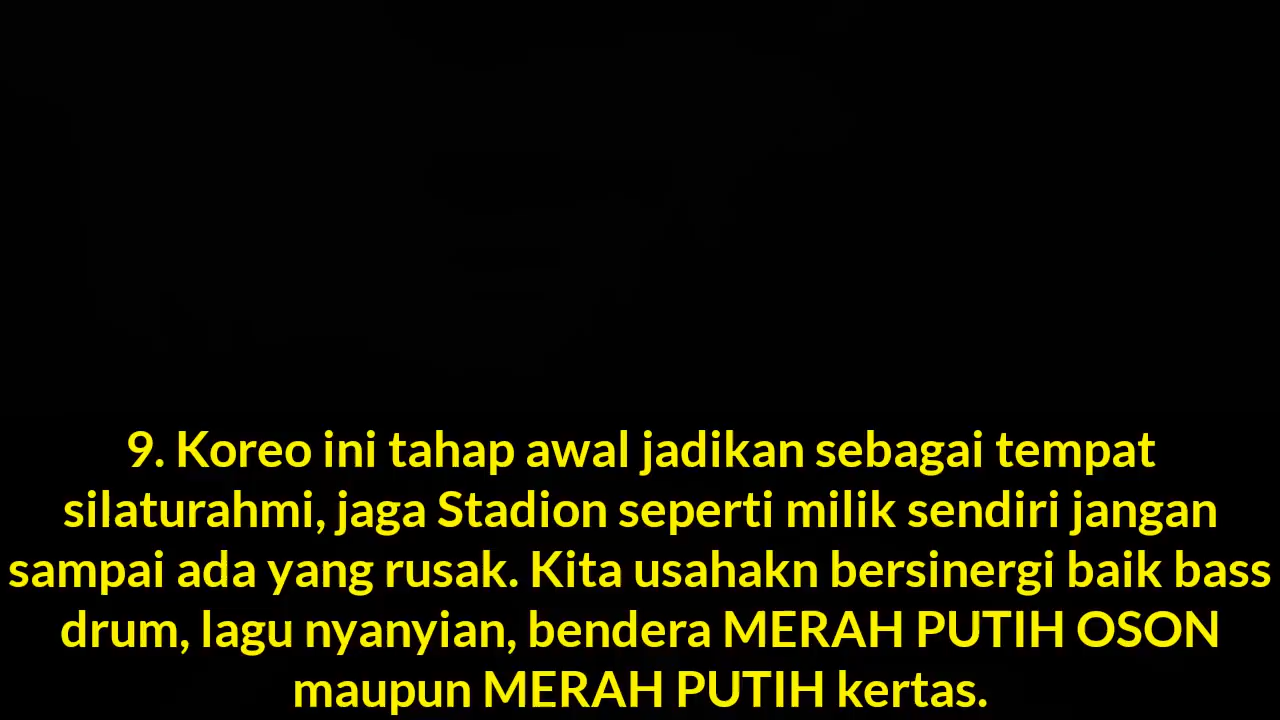 9. Koreo ini tahap awal jadikan sebagai tempat
silaturahmi, jaga Stadion seperti milik sendiri jangan
sampai ada yang rusak. Kita usahakn bersinergi baik bass
drum, lagu nyanyian, bendera MERAH PUTIH OSON
maupun MERAH PUTIH kertas.